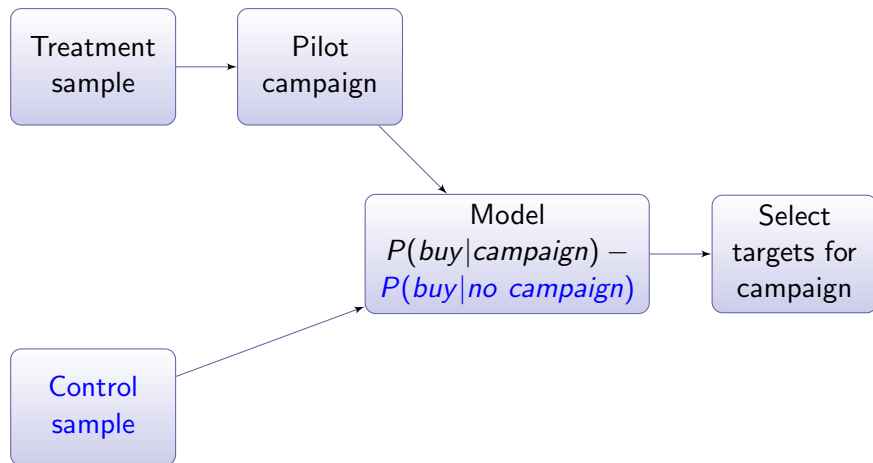 Treatment
sample
Pilot
campaign
Model
P(buy|campaign) −
P(buy|no campaign)
Select
targets for
campaign
Control
sample